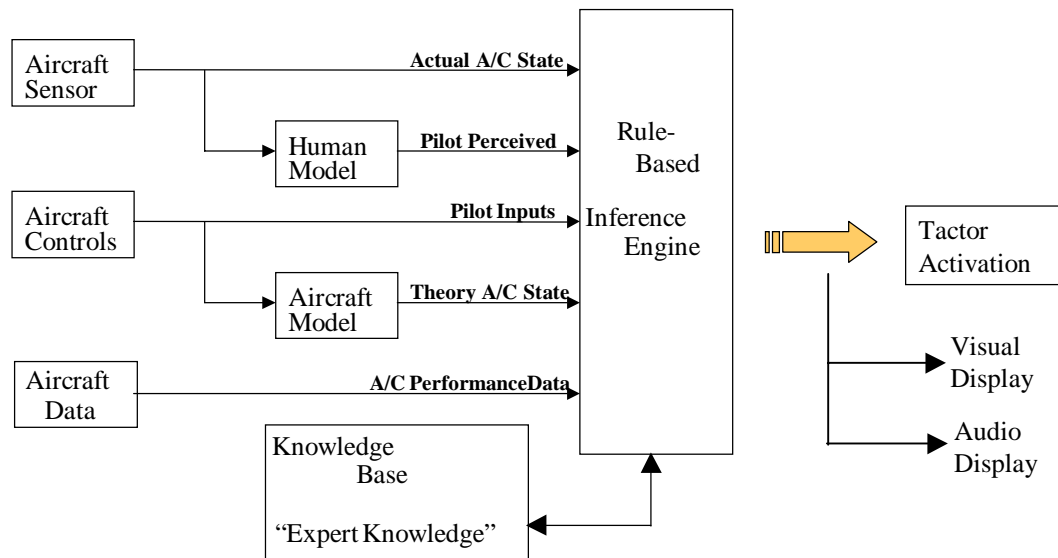 Aircraft
Sensor
Actual A/C State
Human
Model
Pilot Perceived
Rule-
Based
Inference
Engine
Aircraft
Controls
Pilot Inputs
Aircraft
Model
Theory A/C State
Aircraft
Data
A/C PerformanceData
Knowledge
Base
“Expert Knowledge”
Tactor
Activation
Visual
Display
Audio
Display